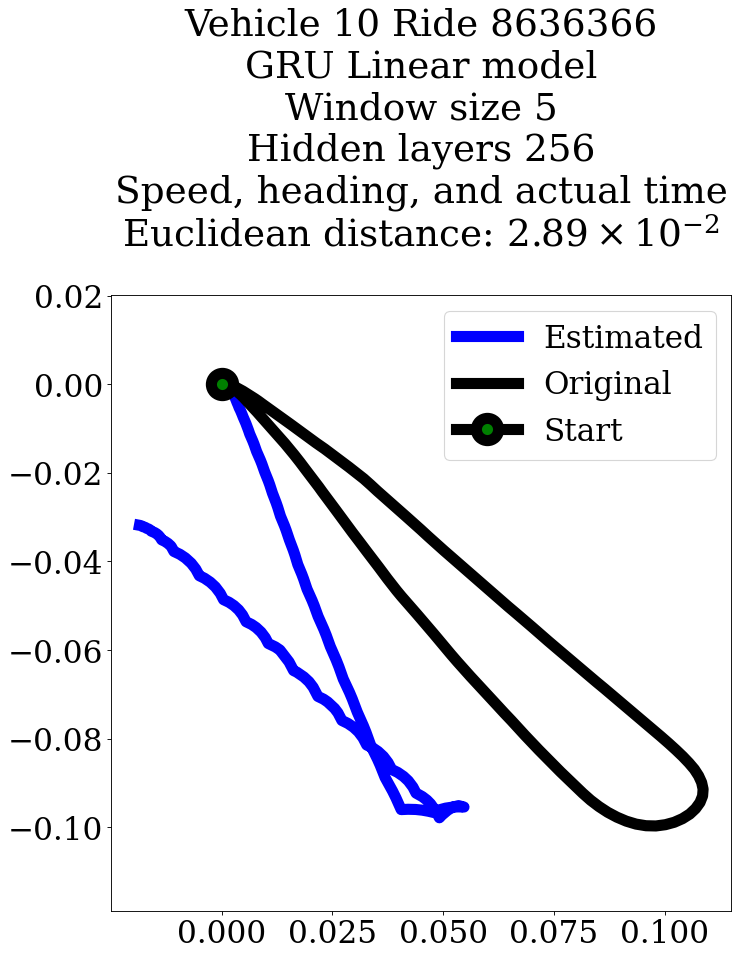 Vehicle 10 Ride 8636366
GRU Linear model
Window size 5
Hidden layers 256
Speed, heading, and actual time
Euclidean distance: 2.89 × 10⁻²
0.02
0.00
−0.02
−0.04
−0.06
−0.08
−0.10
Estimated
Original
Start
0.000 0.025 0.050 0.075 0.100